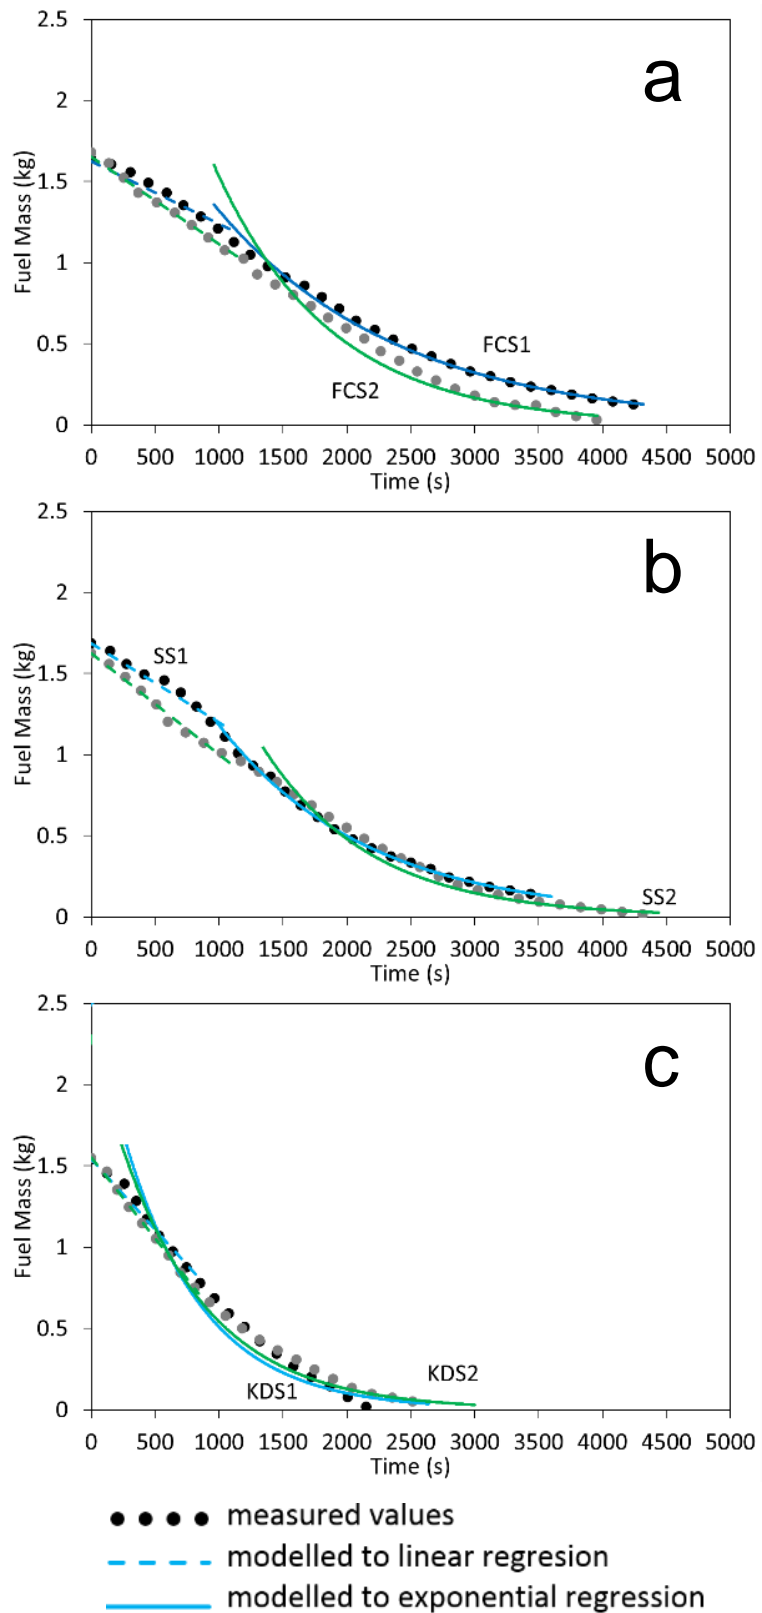 a
2.5
2
1.5
1
0.5
0
Fuel Mass (kg)
FCS1
FCS2
0 500 1000 1500 2000 2500 3000 3500 4000 4500 5000
Time (s)
b
2.5
2
1.5
1
0.5
0
Fuel Mass (kg)
SS1
SS2
0 500 1000 1500 2000 2500 3000 3500 4000 4500 5000
Time (s)
c
2.5
2
1.5
1
0.5
0
Fuel Mass (kg)
KDS2
KDS1
0 500 1000 1500 2000 2500 3000 3500 4000 4500 5000
Time (s)
measured values
modelled to linear regresion
modelled to exponential regression